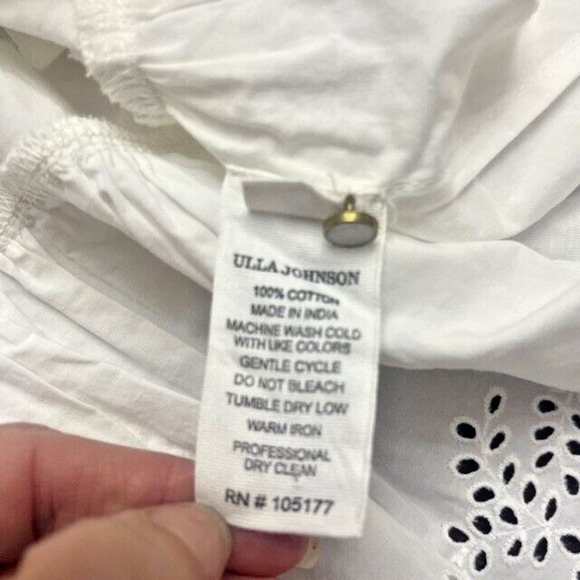 ULLA JOHNSON
100% COTTON
MADE IN INDIA
MACHINE WASH COLD
WITH LIKE COLORS
GENTLE CYCLE
DO NOT BLEACH
TUMBLE DRY LOW
WARM IRON
PROFESSIONAL
DRY CLEAN
RN # 105177